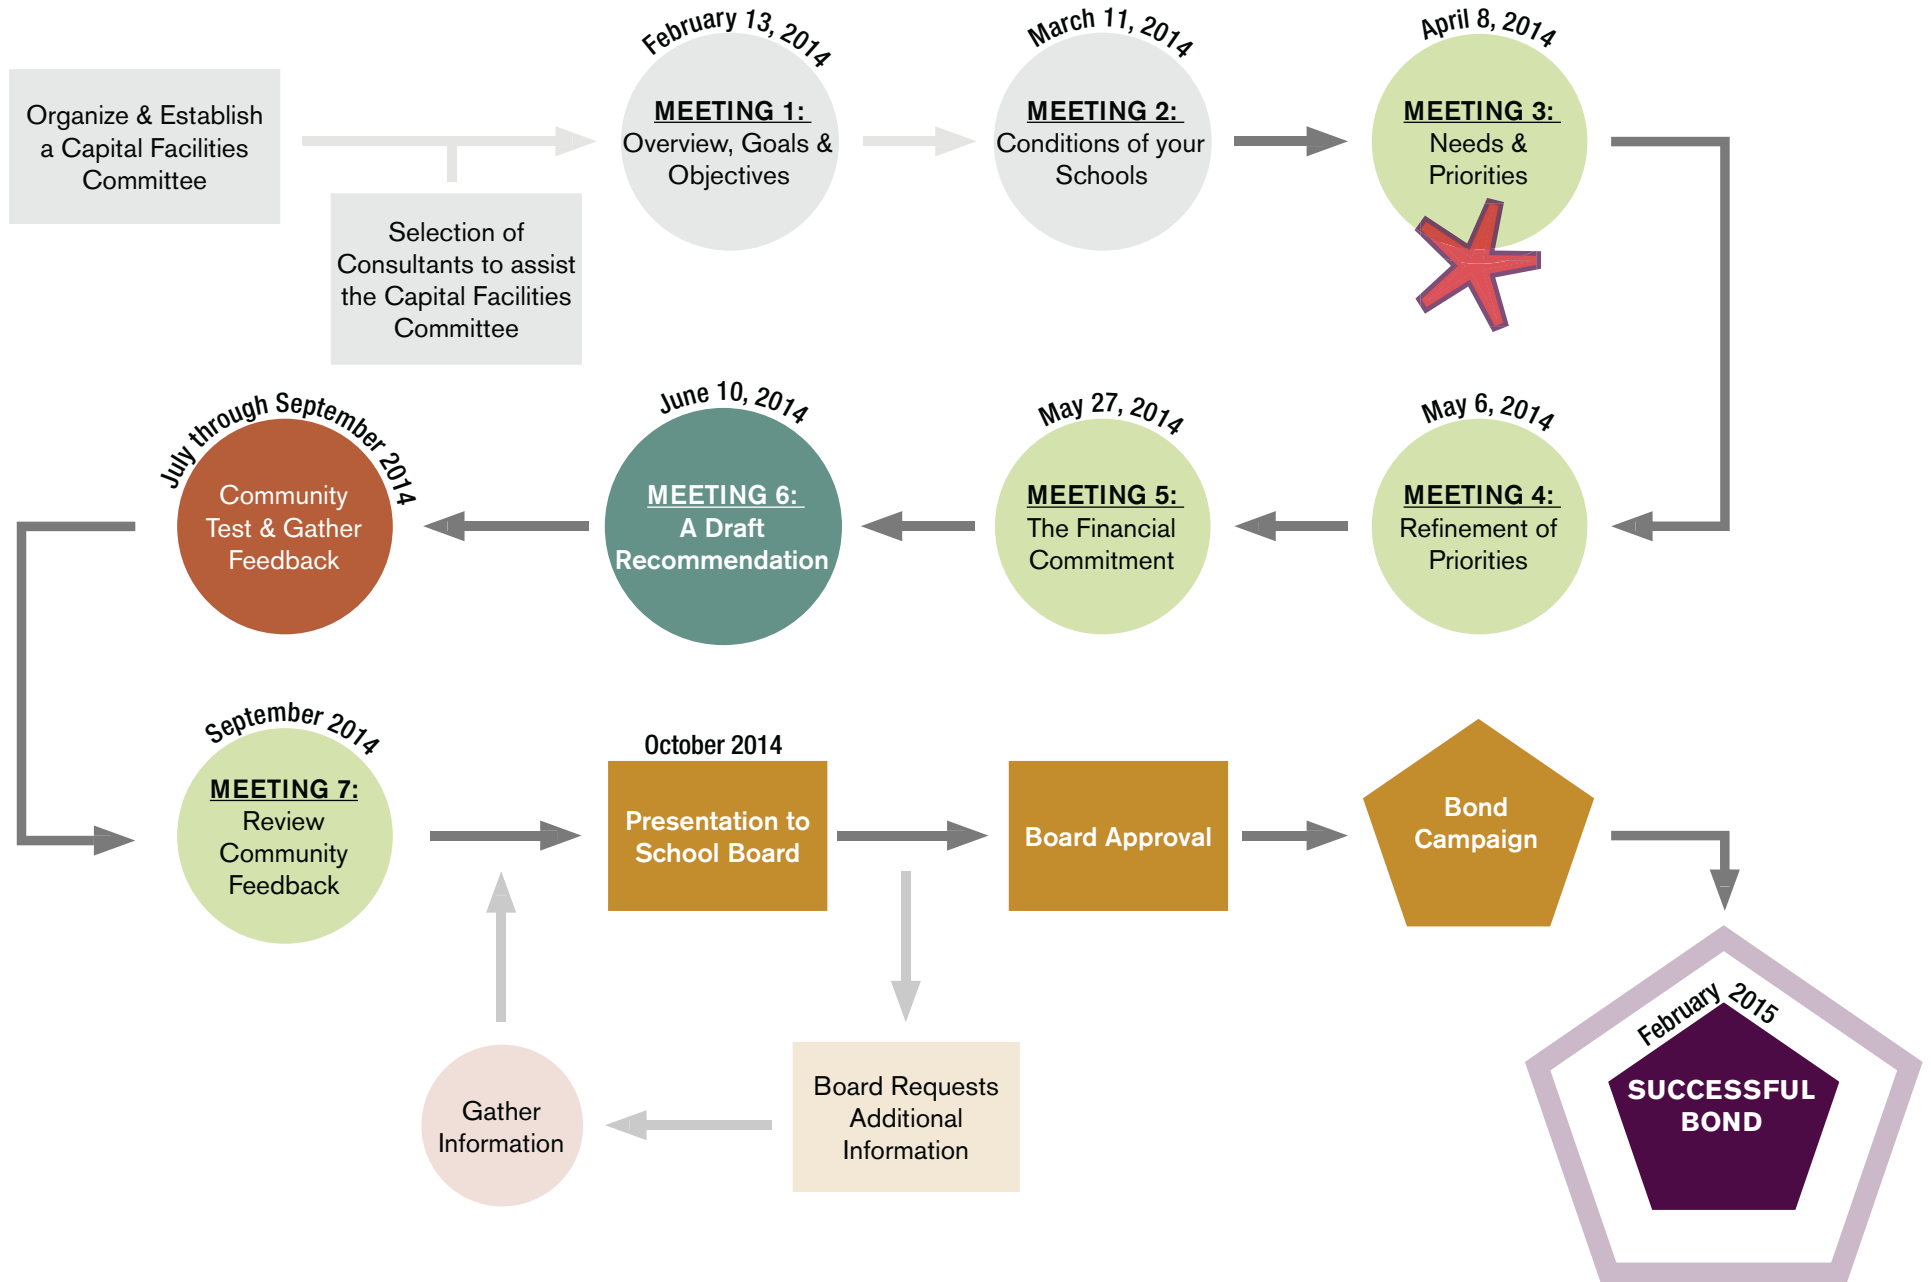 Organize & Establish
a Capital Facilities
Committee
Selection of
Consultants to assist
the Capital Facilities
Committee
February 13, 2014
MEETING 1:
Overview, Goals &
Objectives
March 11, 2014
MEETING 2:
Conditions of your
Schools
April 8, 2014
MEETING 3:
Needs &
Priorities
May 6, 2014
MEETING 4:
Refinement of
Priorities
May 27, 2014
MEETING 5:
The Financial
Commitment
June 10, 2014
MEETING 6:
A Draft
Recommendation
July through September 2014
Community
Test & Gather
Feedback
September 2014
MEETING 7:
Review
Community
Feedback
October 2014
Presentation to
School Board
Board Approval
Bond
Campaign
Board Requests
Additional
Information
Gather
Information
February 2015
SUCCESSFUL
BOND